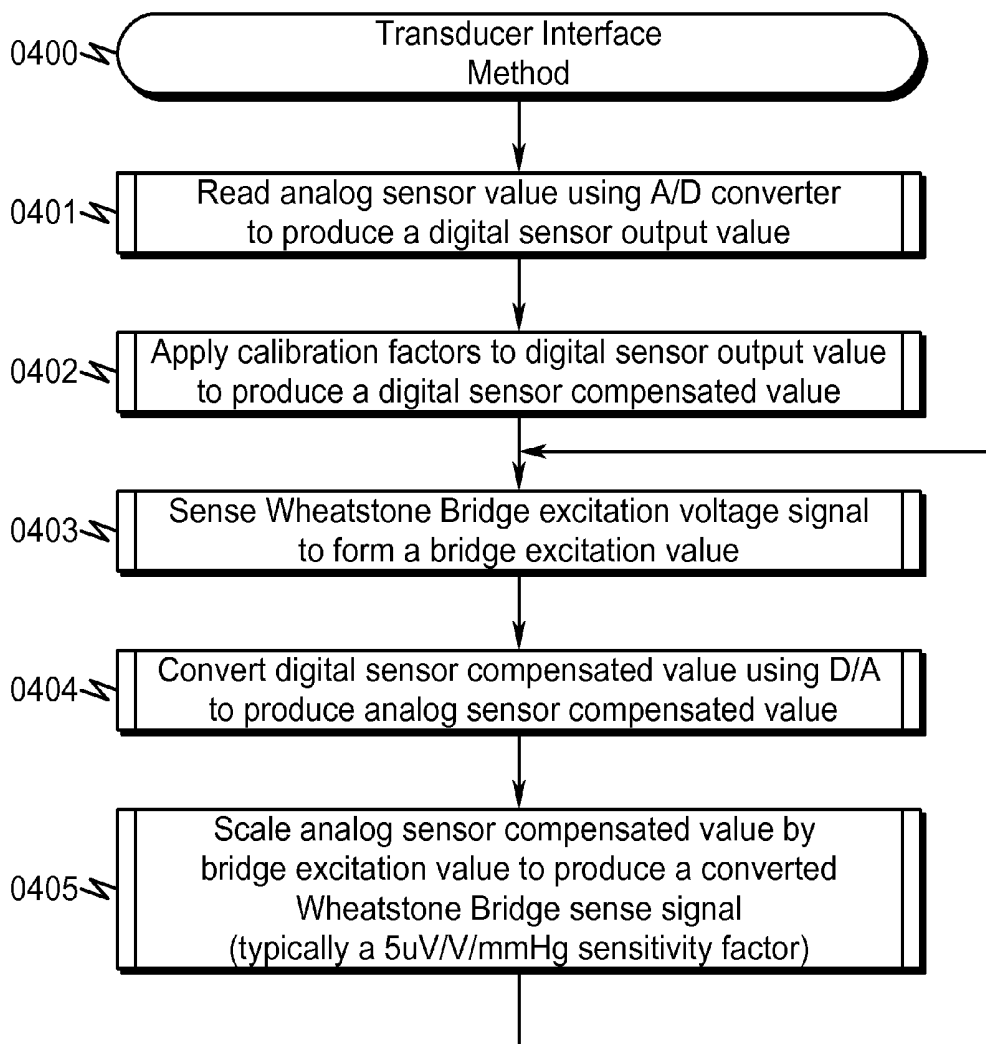 0400
Transducer Interface
Method
0401
Read analog sensor value using A/D converter
to produce a digital sensor output value
0402
Apply calibration factors to digital sensor output value
to produce a digital sensor compensated value
0403
Sense Wheatstone Bridge excitation voltage signal
to form a bridge excitation value
0404
Convert digital sensor compensated value using D/A
to produce analog sensor compensated value
0405
Scale analog sensor compensated value by
bridge excitation value to produce a converted
Wheatstone Bridge sense signal
(typically a 5uV/V/mmHg sensitivity factor)